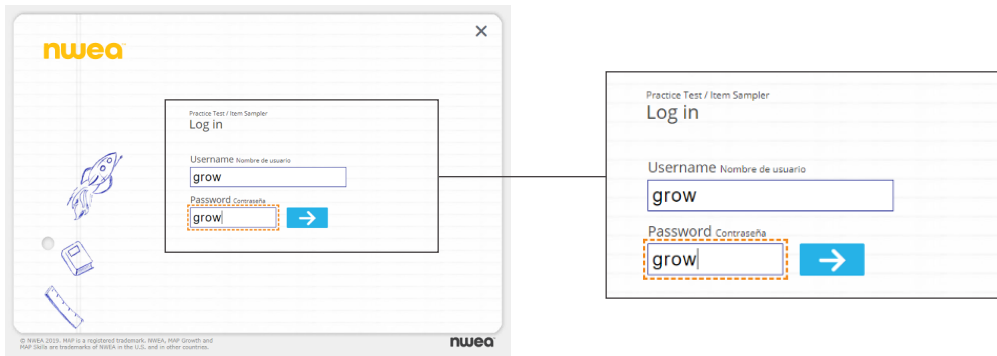 nwea
Practice Test / Item Sampler
Log in
Username Nombre de usuario
grow
Password Contraseña
grow
© NWEA 2019. MAP is a registered trademark. NWEA, MAP Growth and
MAP Skills are trademarks of NWEA in the U.S. and in other countries.
nwea
Practice Test / Item Sampler
Log in
Username Nombre de usuario
grow
Password Contraseña
grow